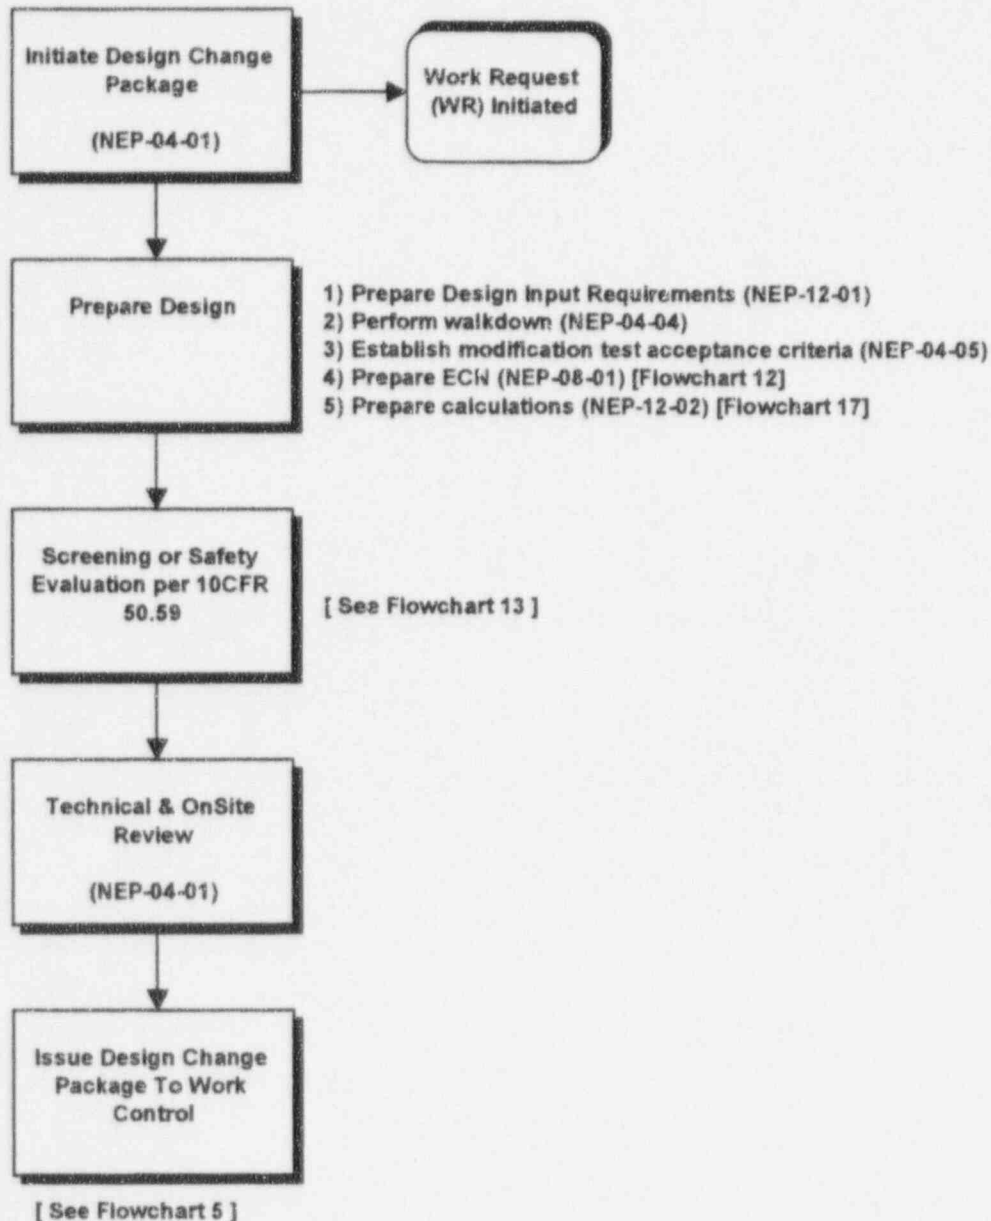 Initiate Design Change
Package
(NEP-04-01)
Work Request
(WR) Initiated
Prepare Design
1) Prepare Design Input Requirements (NEP-12-01)
2) Perform walkdown (NEP-04-04)
3) Establish modification test acceptance criteria (NEP-04-05)
4) Prepare ECN (NEP-08-01) [Flowchart 12]
5) Prepare calculations (NEP-12-02) [Flowchart 17]
Screening or Safety
Evaluation per 10CFR
50.59
[ See Flowchart 13 ]
Technical & OnSite
Review
(NEP-04-01)
Issue Design Change
Package To Work
Control
[ See Flowchart 5 ]